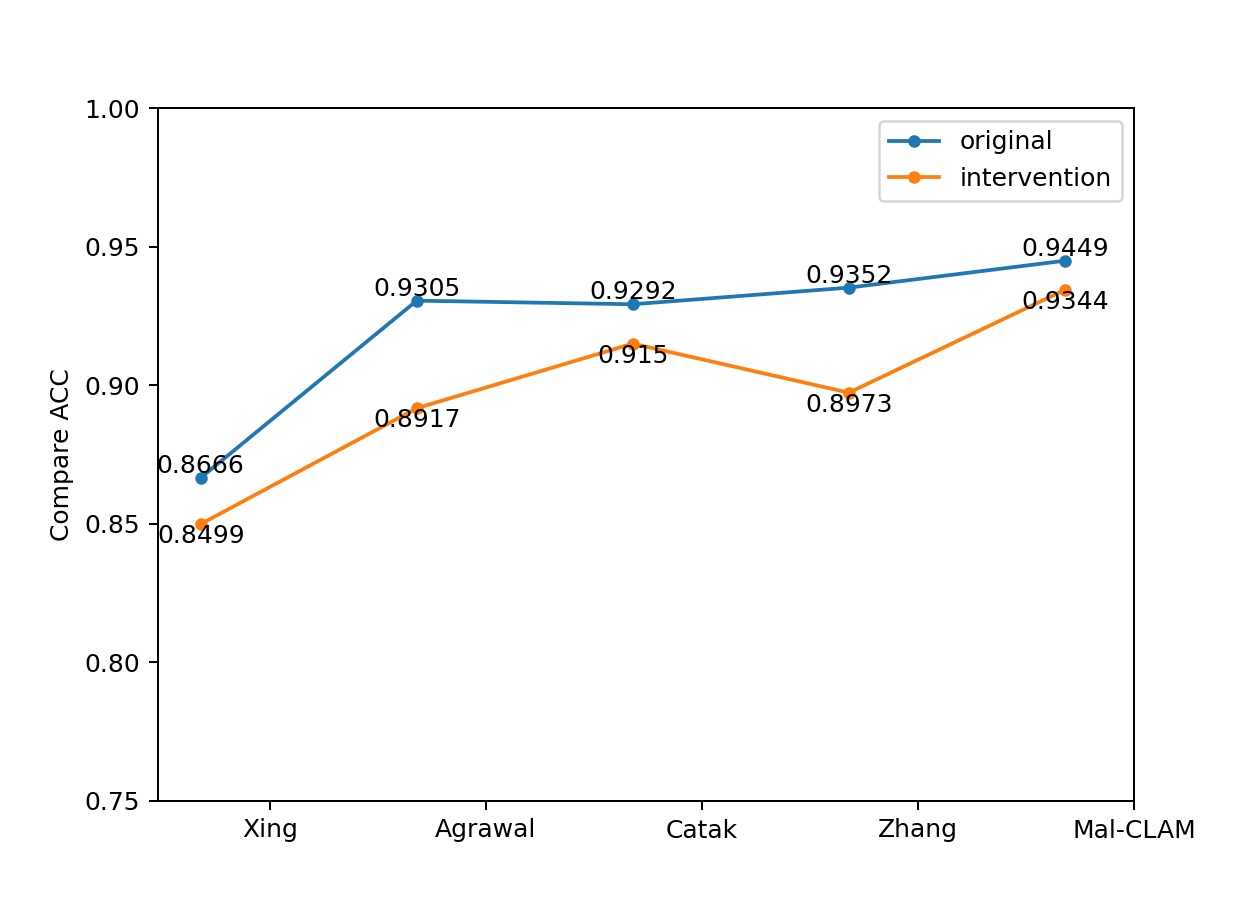 1.00
0.95
0.90
0.85
0.80
0.75
Compare ACC
original
intervention
0.8666
0.9305
0.9292
0.9352
0.9449
0.8499
0.8917
0.915
0.8973
0.9344
Xing
Agrawal
Catak
Zhang
Mal-CLAM